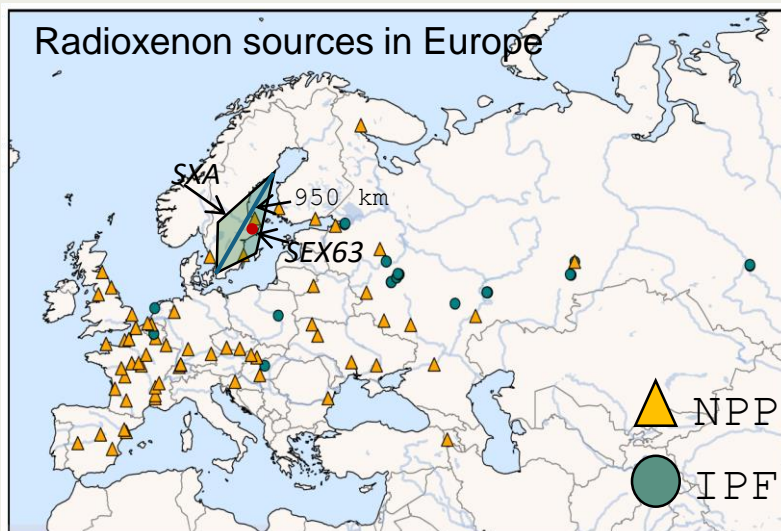 Radioxenon sources in Europe
SXA
950 km
SEX63
NPP
IPF